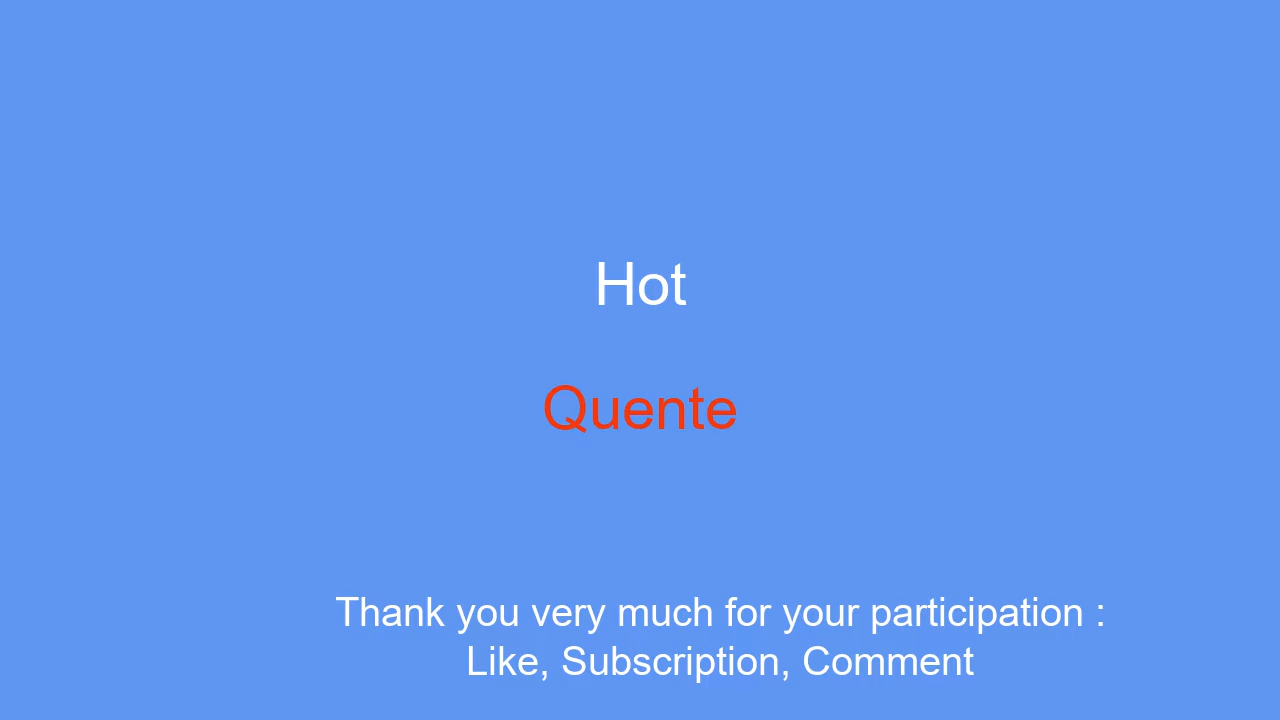 Hot
Quente
Thank you very much for your participation :
Like, Subscription, Comment